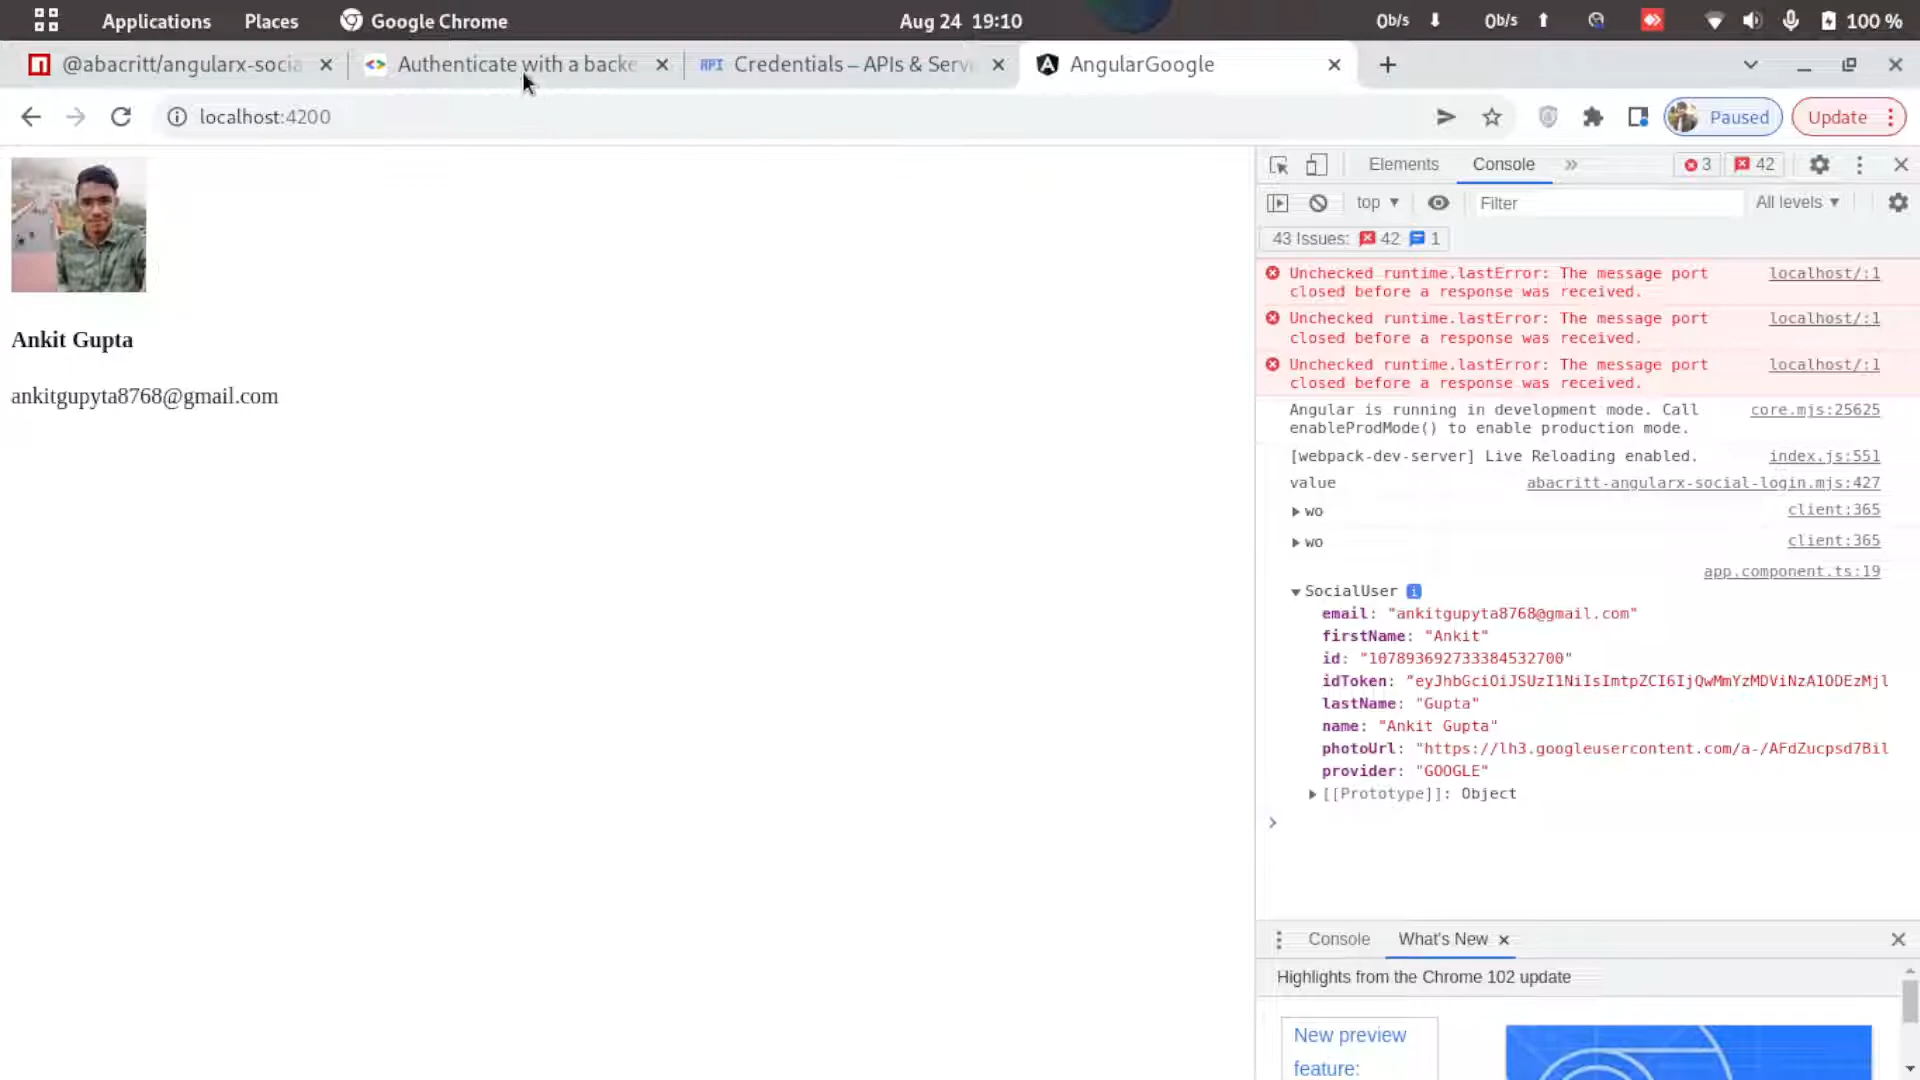 Applications Places Google Chrome Aug 24 19:10 0b/s 0b/s 100 %
@abacritt/angularx-socia Authenticate with a backe API Credentials – APIs & Serv AngularGoogle
localhost:4200 Paused Update
Ankit Gupta
ankitgupyta8768@gmail.com
Elements Console 3 42
top Filter All levels
43 Issues: 42 1
Unchecked runtime.lastError: The message port localhost/:1
closed before a response was received.
Unchecked runtime.lastError: The message port localhost/:1
closed before a response was received.
Unchecked runtime.lastError: The message port localhost/:1
closed before a response was received.
Angular is running in development mode. Call core.mjs:25625
enableProdMode() to enable production mode.
[webpack-dev-server] Live Reloading enabled. index.js:551
value abacritt-angularx-social-login.mjs:427
wo client:365
wo client:365
app.component.ts:19
SocialUser i
email: "ankitgupyta8768@gmail.com"
firstName: "Ankit"
id: "107893692733384532700"
idToken: "eyJhbGciOiJSUzI1NiIsImtpZCI6IjQwMmYzMDViNzA1ODEzMjl
lastName: "Gupta"
name: "Ankit Gupta"
photoUrl: "https://lh3.googleusercontent.com/a-/AFdZucpsd7Bil
provider: "GOOGLE"
[[Prototype]]: Object
Console What's New
Highlights from the Chrome 102 update
New preview
feature: